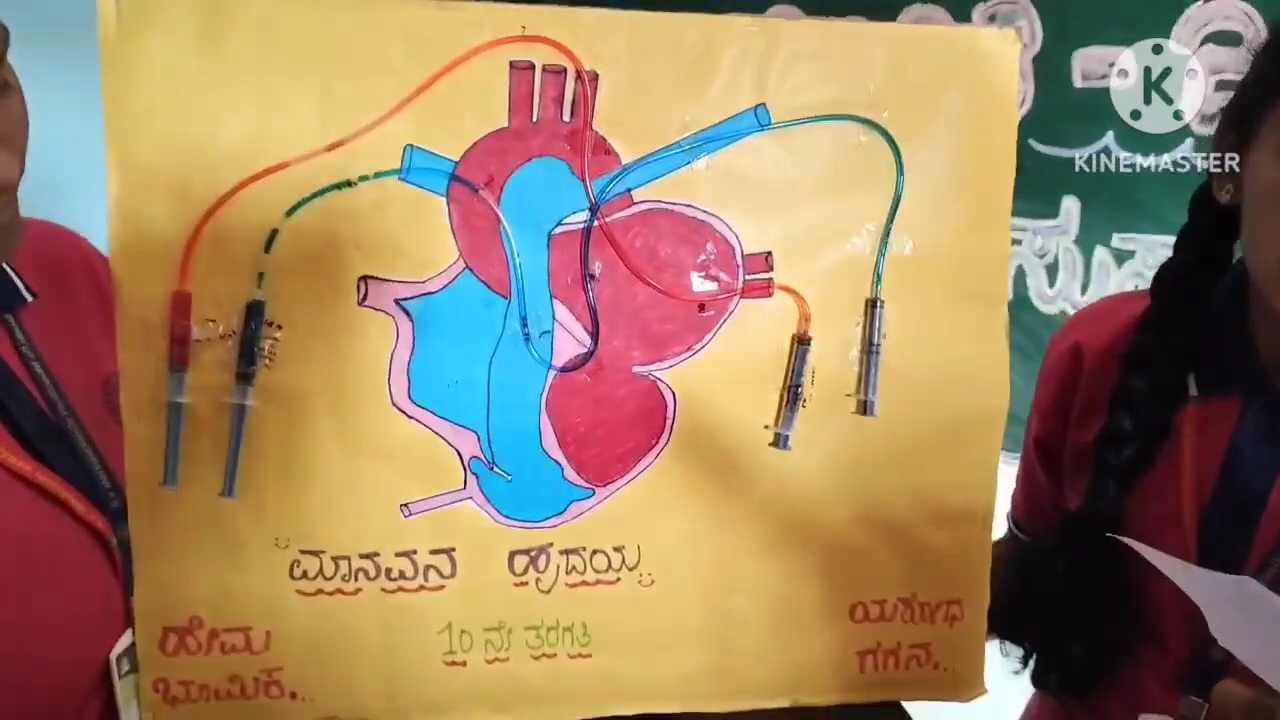 K
KINEMASTER
"ಮಾನವನ ಹೃದಯ"
ಹೇಮ
ಭೂಮಿಕ...
10 ನೇ ತರಗತಿ
ಯಶೋಧ
ಗಗನ...